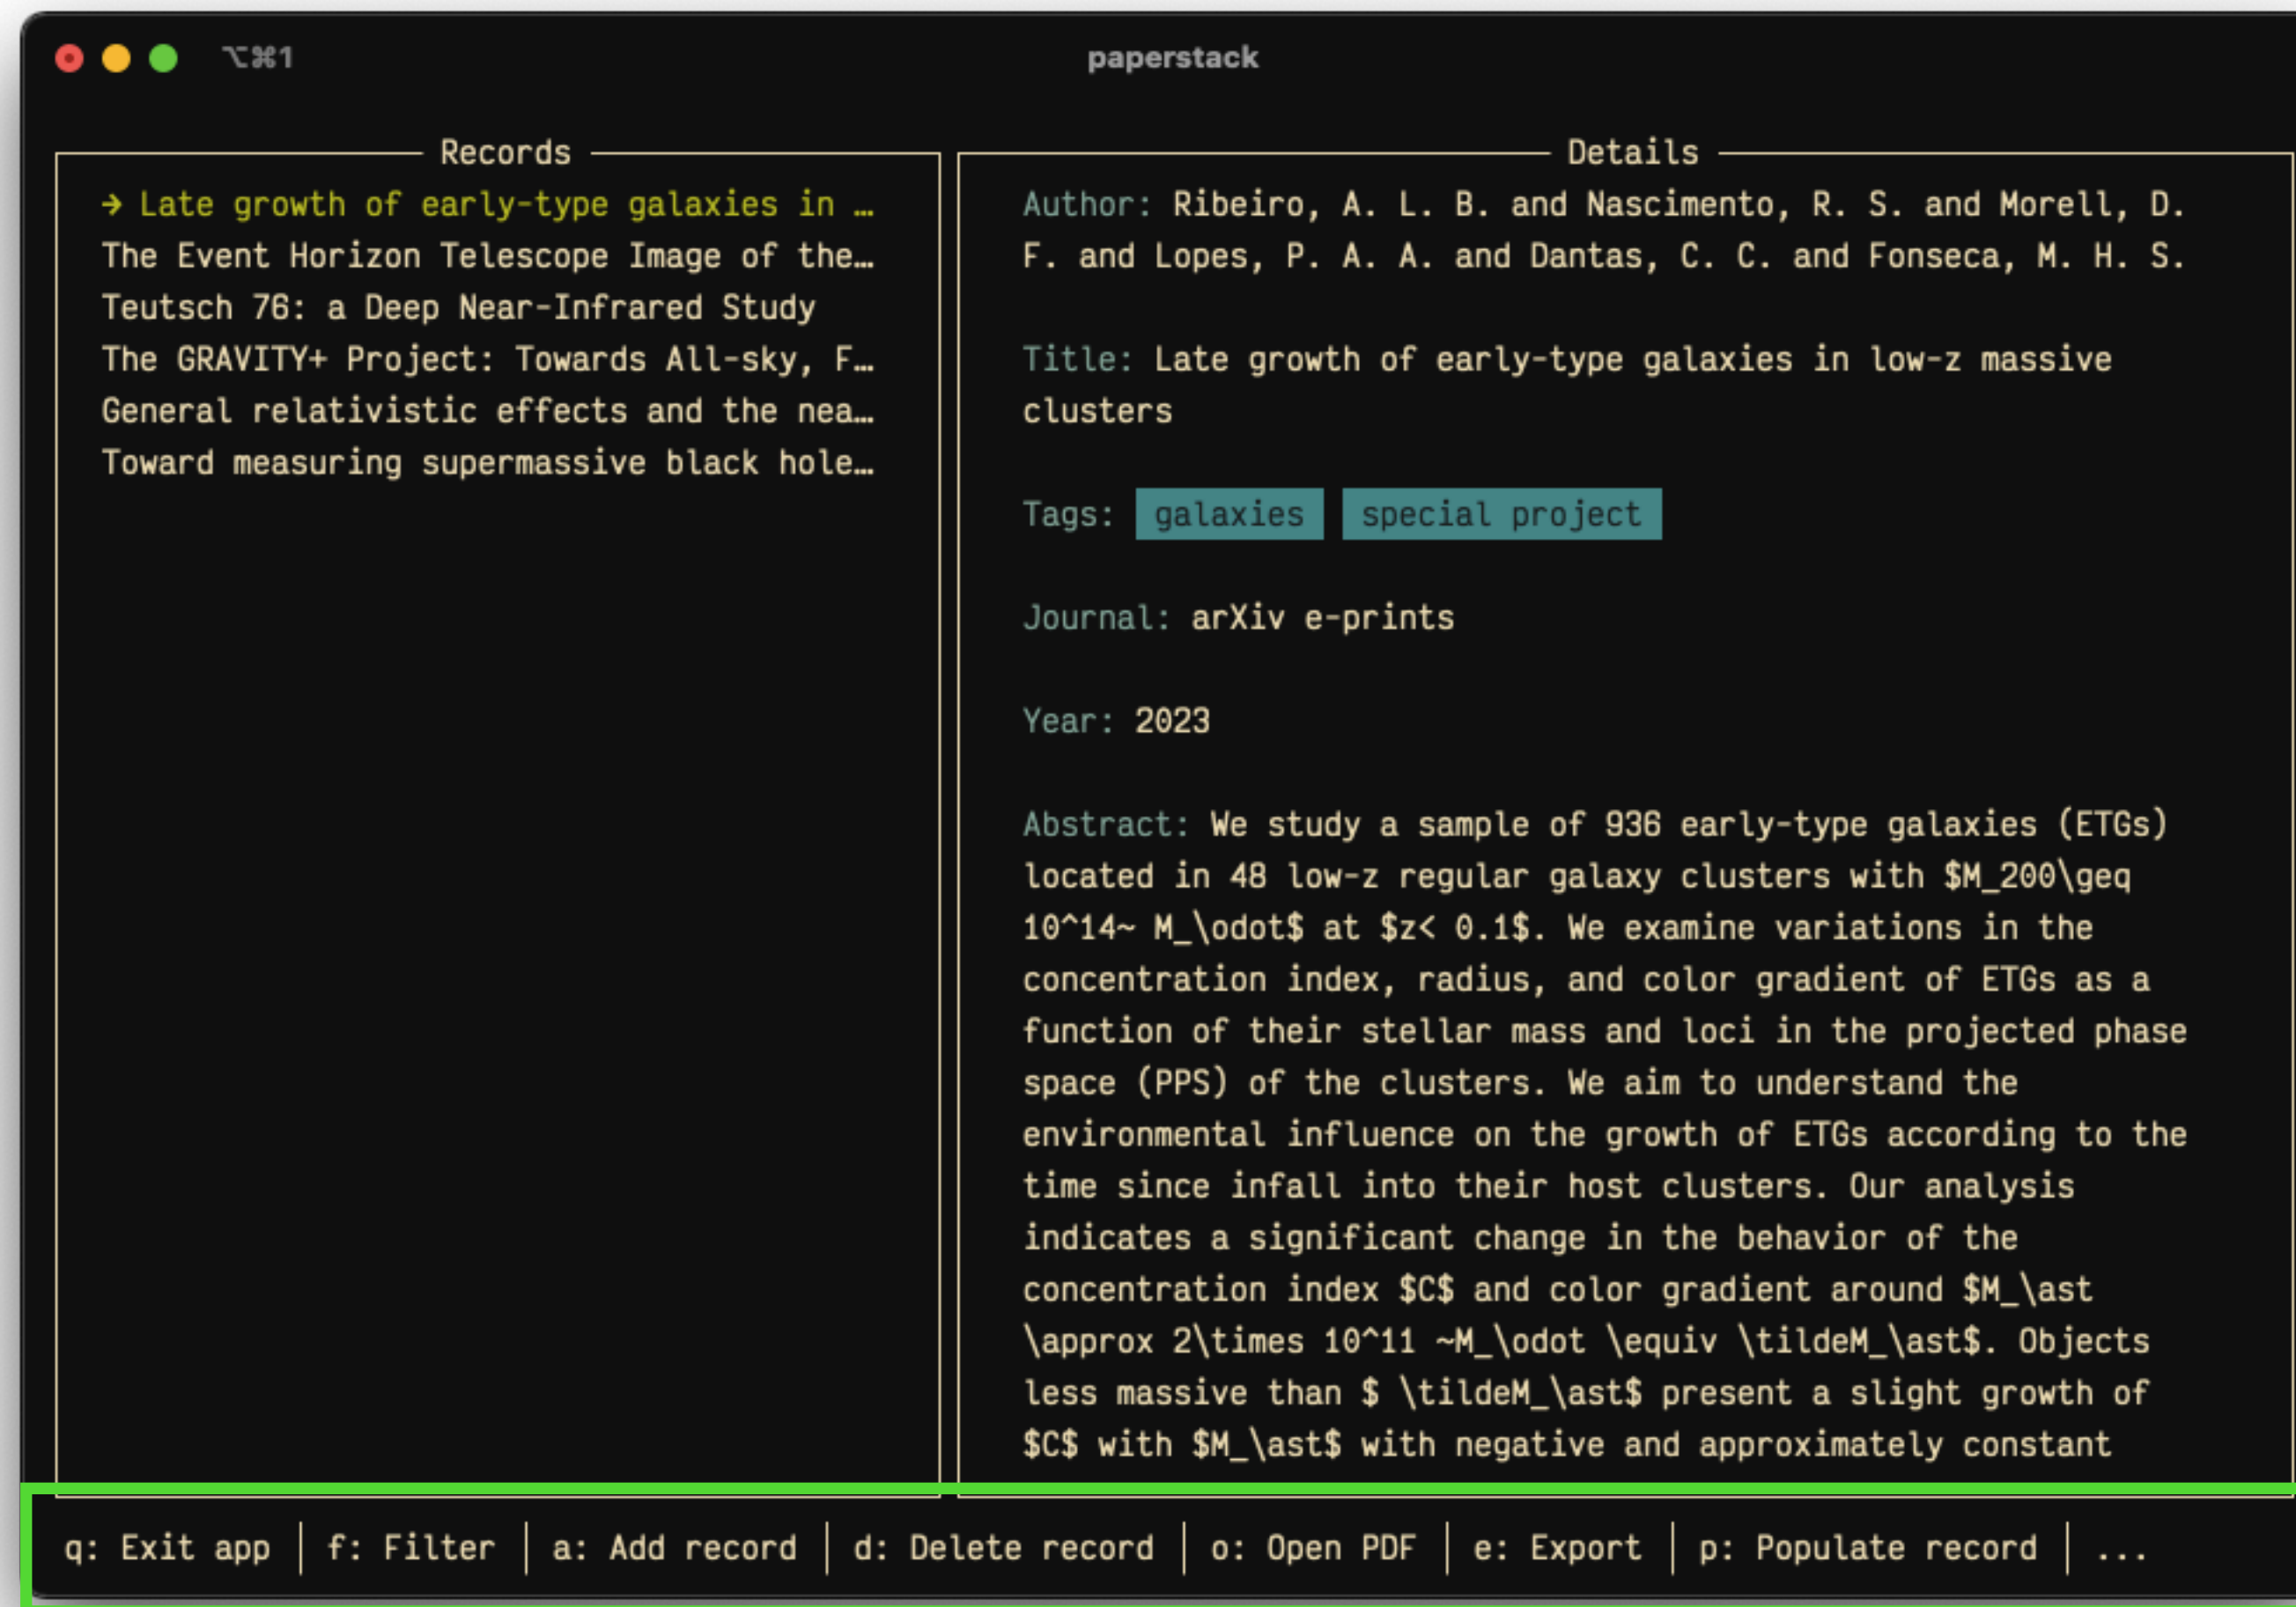 ⌥⌘1
paperstack
Records
→ Late growth of early-type galaxies in …
The Event Horizon Telescope Image of the…
Teutsch 76: a Deep Near-Infrared Study
The GRAVITY+ Project: Towards All-sky, F…
General relativistic effects and the nea…
Toward measuring supermassive black hole…
Details
Author: Ribeiro, A. L. B. and Nascimento, R. S. and Morell, D.
F. and Lopes, P. A. A. and Dantas, C. C. and Fonseca, M. H. S.
Title: Late growth of early-type galaxies in low-z massive
clusters
Tags: galaxies special project
Journal: arXiv e-prints
Year: 2023
Abstract: We study a sample of 936 early-type galaxies (ETGs)
located in 48 low-z regular galaxy clusters with $M_200\geq
10^14~ M_\odot$ at $z< 0.1$. We examine variations in the
concentration index, radius, and color gradient of ETGs as a
function of their stellar mass and loci in the projected phase
space (PPS) of the clusters. We aim to understand the
environmental influence on the growth of ETGs according to the
time since infall into their host clusters. Our analysis
indicates a significant change in the behavior of the
concentration index $C$ and color gradient around $M_\ast
\approx 2\times 10^11 ~M_\odot \equiv \tildeM_\ast$. Objects
less massive than $ \tildeM_\ast$ present a slight growth of
$C$ with $M_\ast$ with negative and approximately constant
q: Exit app │ f: Filter │ a: Add record │ d: Delete record │ o: Open PDF │ e: Export │ p: Populate record │ ...